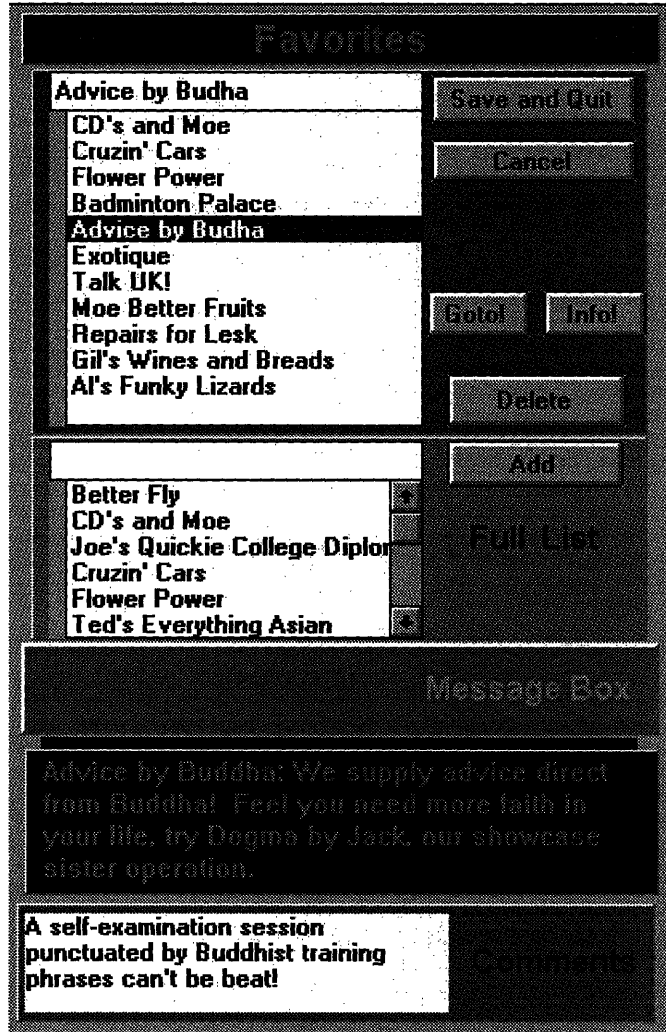 Favorites
Advice by Budha
Save and Quit
CD's and Moe
Cruzin' Cars
Cancel
Flower Power
Badminton Palace
Advice by Budha
Exotique
Talk UK!
Moe Better Fruits
Goto!
Info!
Repairs for Lesk
Gil's Wines and Breads
Al's Funky Lizards
Delete
Add
Better Fly
CD's and Moe
Joe's Quickie College Diplor
Full List
Cruzin' Cars
Flower Power
Ted's Everything Asian
Message Box
Advice by Buddha: We supply advice direct
from Buddha! Feel you need more faith in
your life, try Dogma by Jack, our showcase
sister operation.
A self-examination session
punctuated by Buddhist training
phrases can't be beat!
Comments